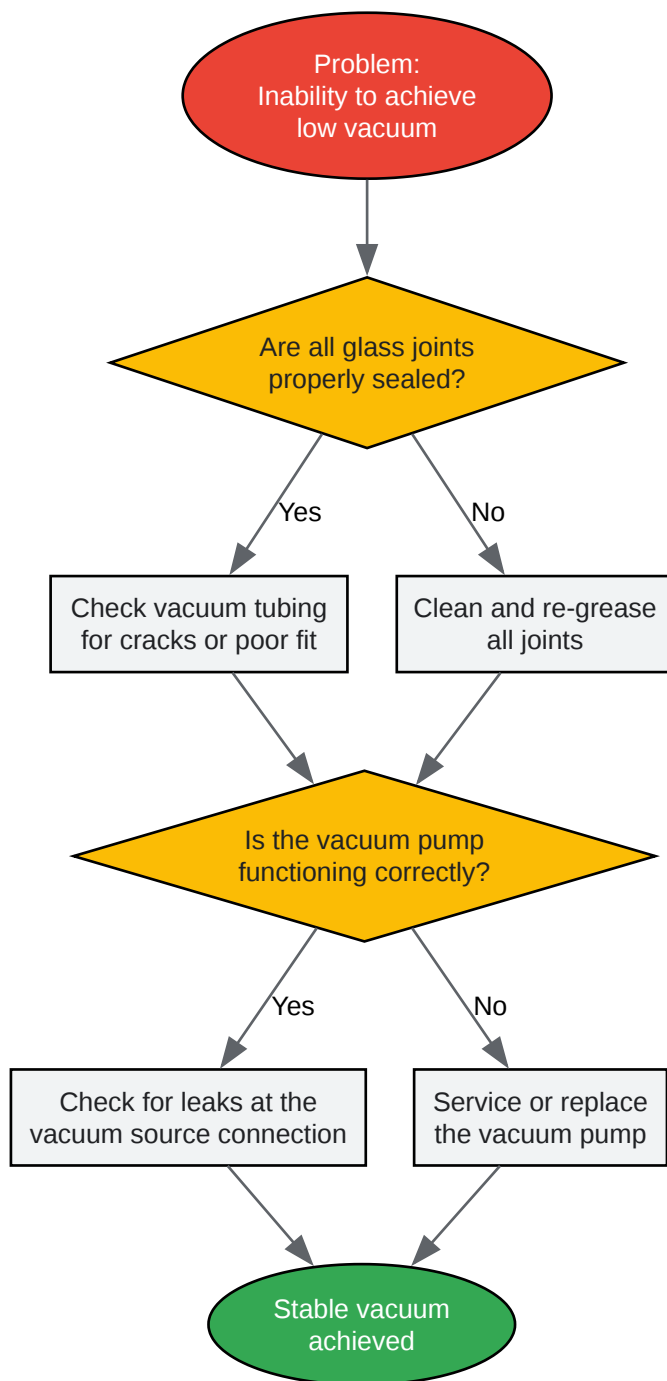 Problem:
Inability to achieve
low vacuum
Are all glass joints
properly sealed?
Yes
No
Check vacuum tubing
for cracks or poor fit
Clean and re-grease
all joints
Is the vacuum pump
functioning correctly?
Yes
No
Check for leaks at the
vacuum source connection
Service or replace
the vacuum pump
Stable vacuum
achieved